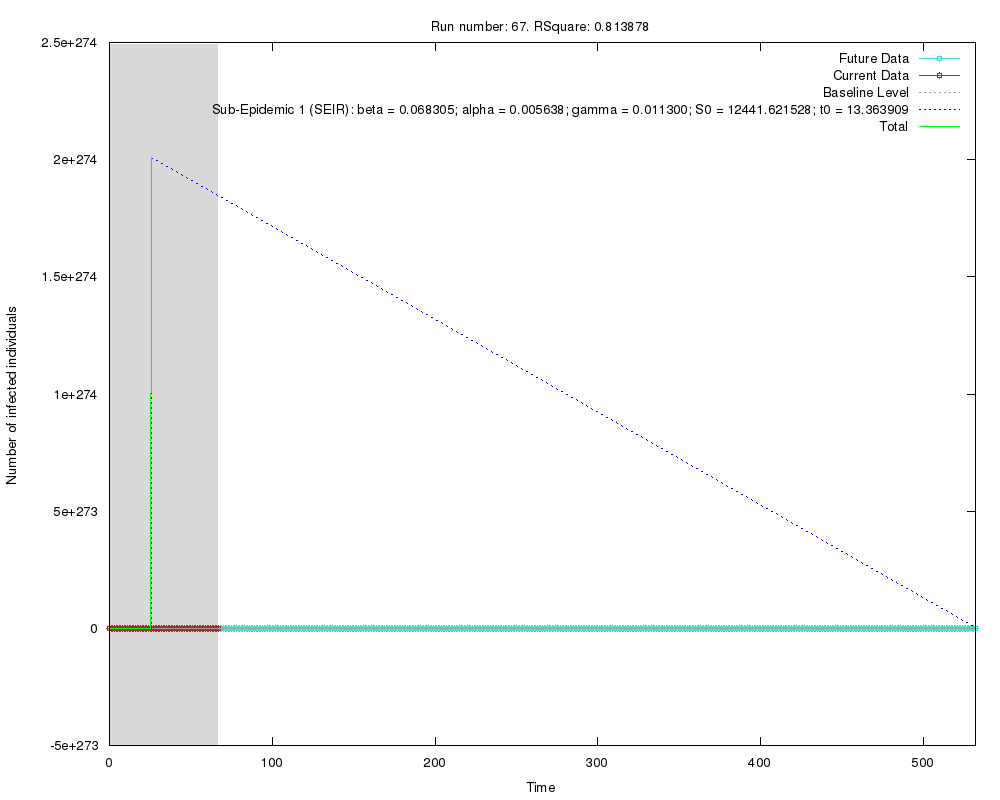 Run number: 67. RSquare: 0.813878
2.5e+274
2e+274
1.5e+274
1e+274
5e+273
0
-5e+273
Number of infected individuals
Future Data
Current Data
Baseline Level
Sub-Epidemic 1 (SEIR): beta = 0.068305; alpha = 0.005638; gamma = 0.011300; S0 = 12441.621528; t0 = 13.363909
Total
0 100 200 300 400 500
Time